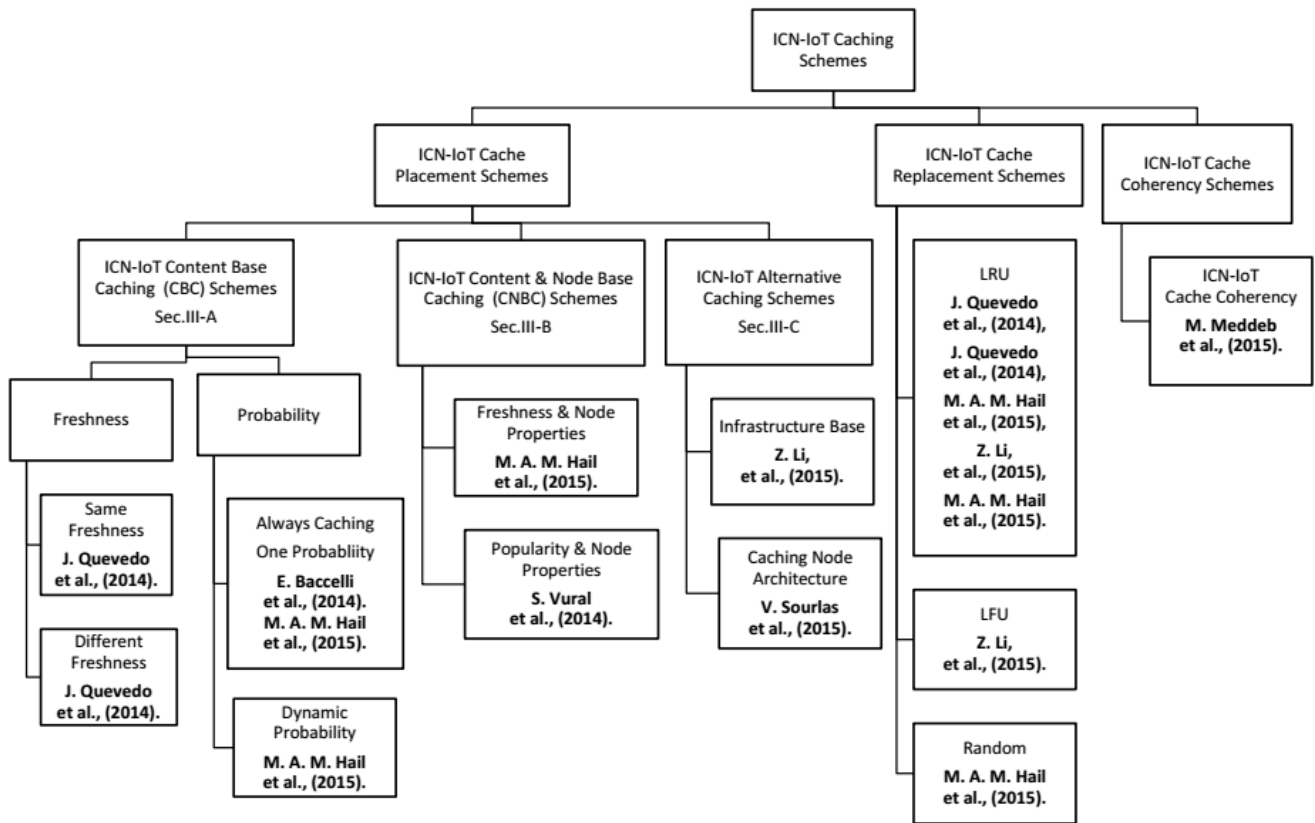 ICN-IoT Caching
Schemes
ICN-IoT Cache
Placement Schemes
ICN-IoT Cache
Replacement Schemes
ICN-IoT Cache
Coherency Schemes
ICN-IoT Content Base
Caching (CBC) Schemes
Sec.III-A
ICN-IoT Content & Node Base
Caching (CNBC) Schemes
Sec.III-B
ICN-IoT Alternative
Caching Schemes
Sec.III-C
Freshness
Same
Freshness
J. Quevedo
et al., (2014).
Different
Freshness
J. Quevedo
et al., (2014).
Probability
Always Caching
One Probabliity
E. Baccelli
et al., (2014).
M. A. M. Hail
et al., (2015).
Dynamic
Probability
M. A. M. Hail
et al., (2015).
Freshness & Node
Properties
M. A. M. Hail
et al., (2015).
Popularity & Node
Properties
S. Vural
et al., (2014).
Infrastructure Base
Z. Li,
et al., (2015).
Caching Node
Architecture
V. Sourlas
et al., (2015).
LRU
J. Quevedo
et al., (2014),
J. Quevedo
et al., (2014),
M. A. M. Hail
et al., (2015),
Z. Li,
et al., (2015),
M. A. M. Hail
et al., (2015).
LFU
Z. Li,
et al., (2015).
Random
M. A. M. Hail
et al., (2015).
ICN-IoT
Cache Coherency
M. Meddeb
et al., (2015).